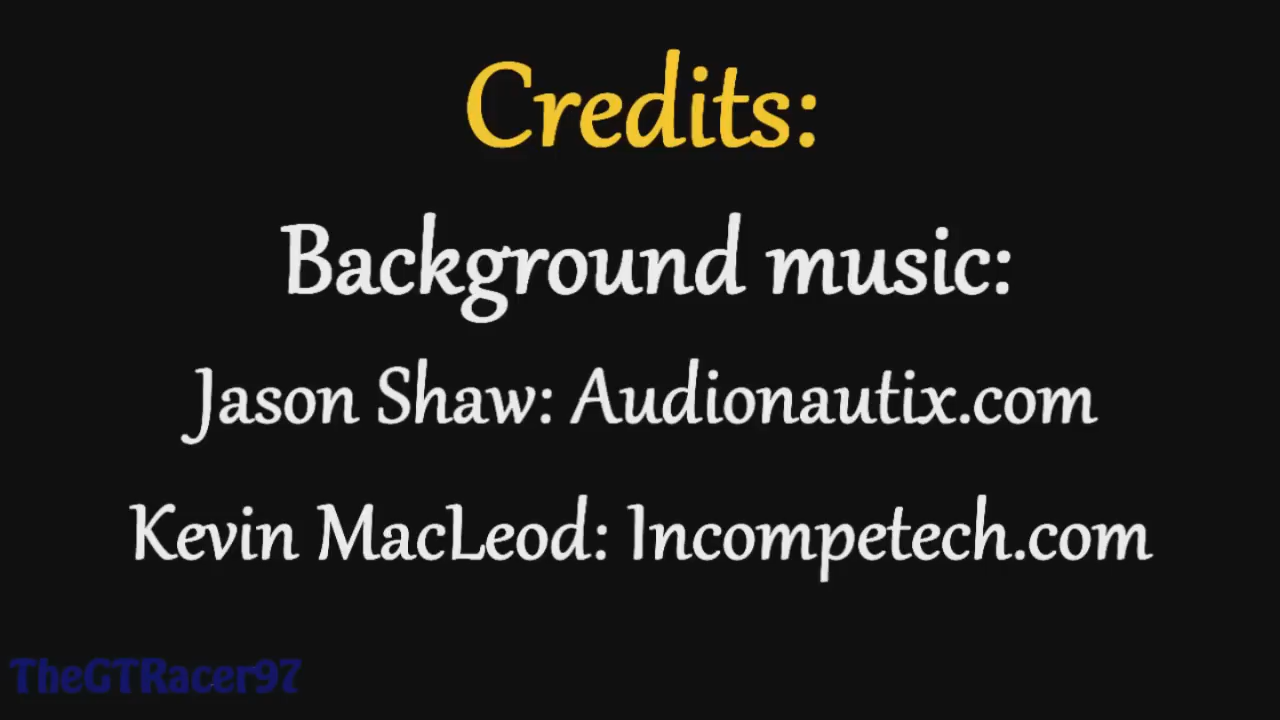 Credits:
Background music:
Jason Shaw: Audionautix.com
Kevin MacLeod: Incompetech.com
TheGTRacer97